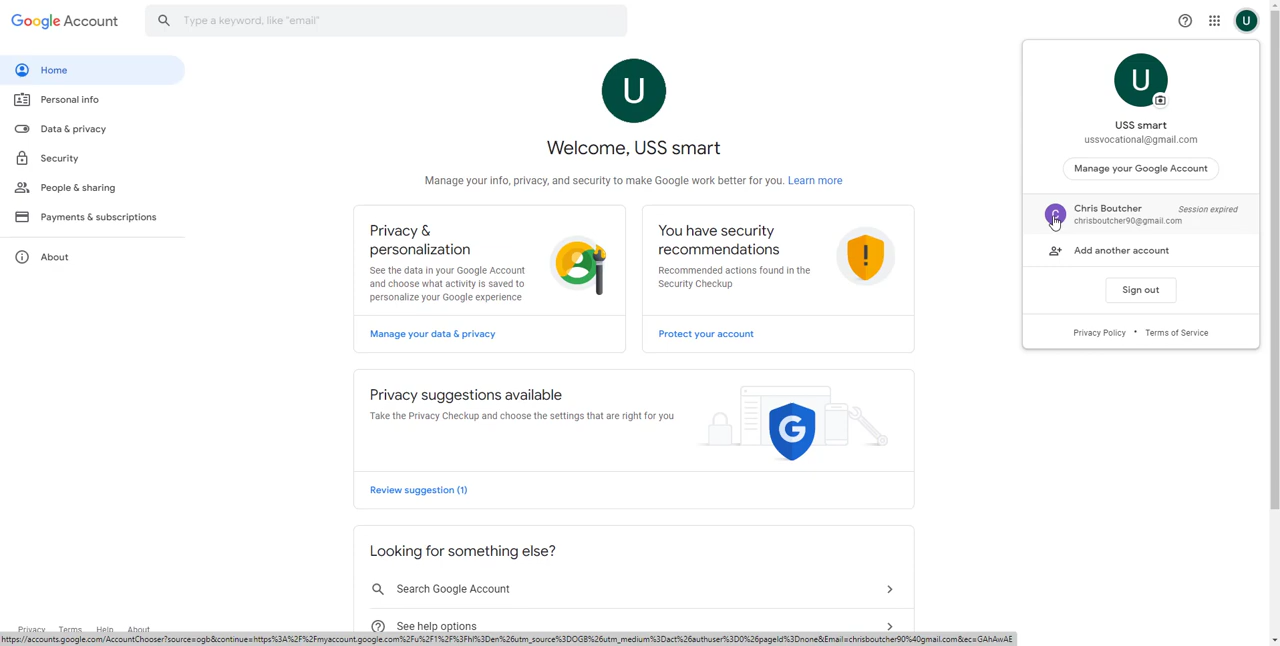 Google Account
Type a keyword, like "email"
U
Home
Personal info
Data & privacy
Security
People & sharing
Payments & subscriptions
About
U
Welcome, USS smart
Manage your info, privacy, and security to make Google work better for you. Learn more
Privacy &
personalization
See the data in your Google Account
and choose what activity is saved to
personalize your Google experience
Manage your data & privacy
You have security
recommendations
Recommended actions found in the
Security Checkup
Protect your account
Privacy suggestions available
Take the Privacy Checkup and choose the settings that are right for you
G
Review suggestion (1)
Looking for something else?
Search Google Account
See help options
U
USS smart
ussvocational@gmail.com
Manage your Google Account
C
Chris Boutcher
Session expired
chrisboutcher90@gmail.com
Add another account
Sign out
Privacy Policy • Terms of Service
Privacy Terms Help About
https://accounts.google.com/AccountChooser?source=ogb&continue=https%3A%2F%2Fmyaccount.google.com%2Fu%2F1%2F%3Fhl%3Den%26utm_source%3DOGB%26utm_medium%3Dact%26authuser%3D0%26pageId%3Dnone&Email=chrisboutcher90%40gmail.com&ec=GAhAwAE